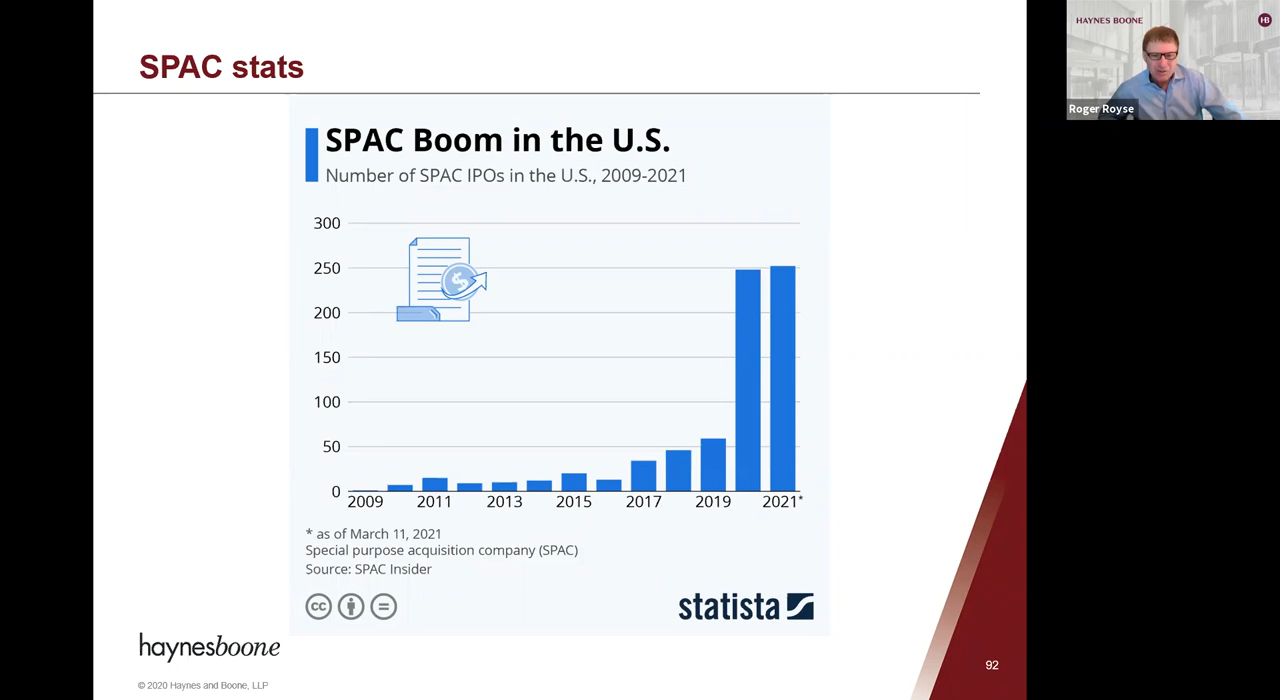 SPAC stats
SPAC Boom in the U.S.
Number of SPAC IPOs in the U.S., 2009-2021
300
250
200
150
100
50
0
2009 2011 2013 2015 2017 2019 2021*
* as of March 11, 2021
Special purpose acquisition company (SPAC)
Source: SPAC Insider
cc
statista
haynesboone
© 2020 Haynes and Boone, LLP
92
HAYNES BOONE
HB
Roger Royse
$